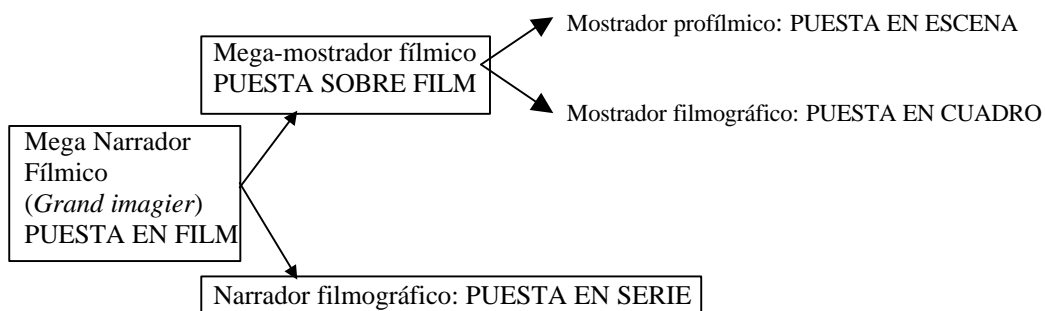 Mostrador profílmico: PUESTA EN ESCENA
Mega-mostrador fílmico
PUESTA SOBRE FILM
Mostrador filmográfico: PUESTA EN CUADRO
Mega Narrador
Fílmico
(Grand imagier)
PUESTA EN FILM
Narrador filmográfico: PUESTA EN SERIE